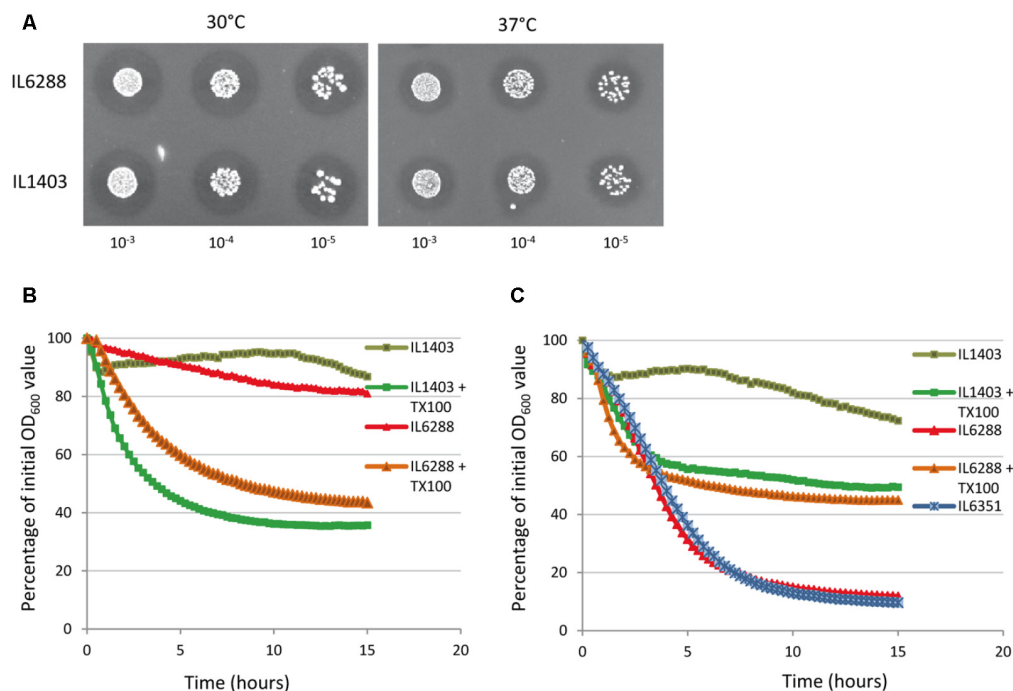 A
30°C
37°C
IL6288
IL1403
10-3
10-4
10-5
10-3
10-4
10-5
B
Percentage of initial OD600 value
100
80
60
40
20
0
0
5
10
15
20
Time (hours)
IL1403
IL1403 +
TX100
IL6288
IL6288 +
TX100
C
Percentage of initial OD600 value
100
80
60
40
20
0
0
5
10
15
20
Time (hours)
IL1403
IL1403 +
TX100
IL6288
IL6288 +
TX100
IL6351